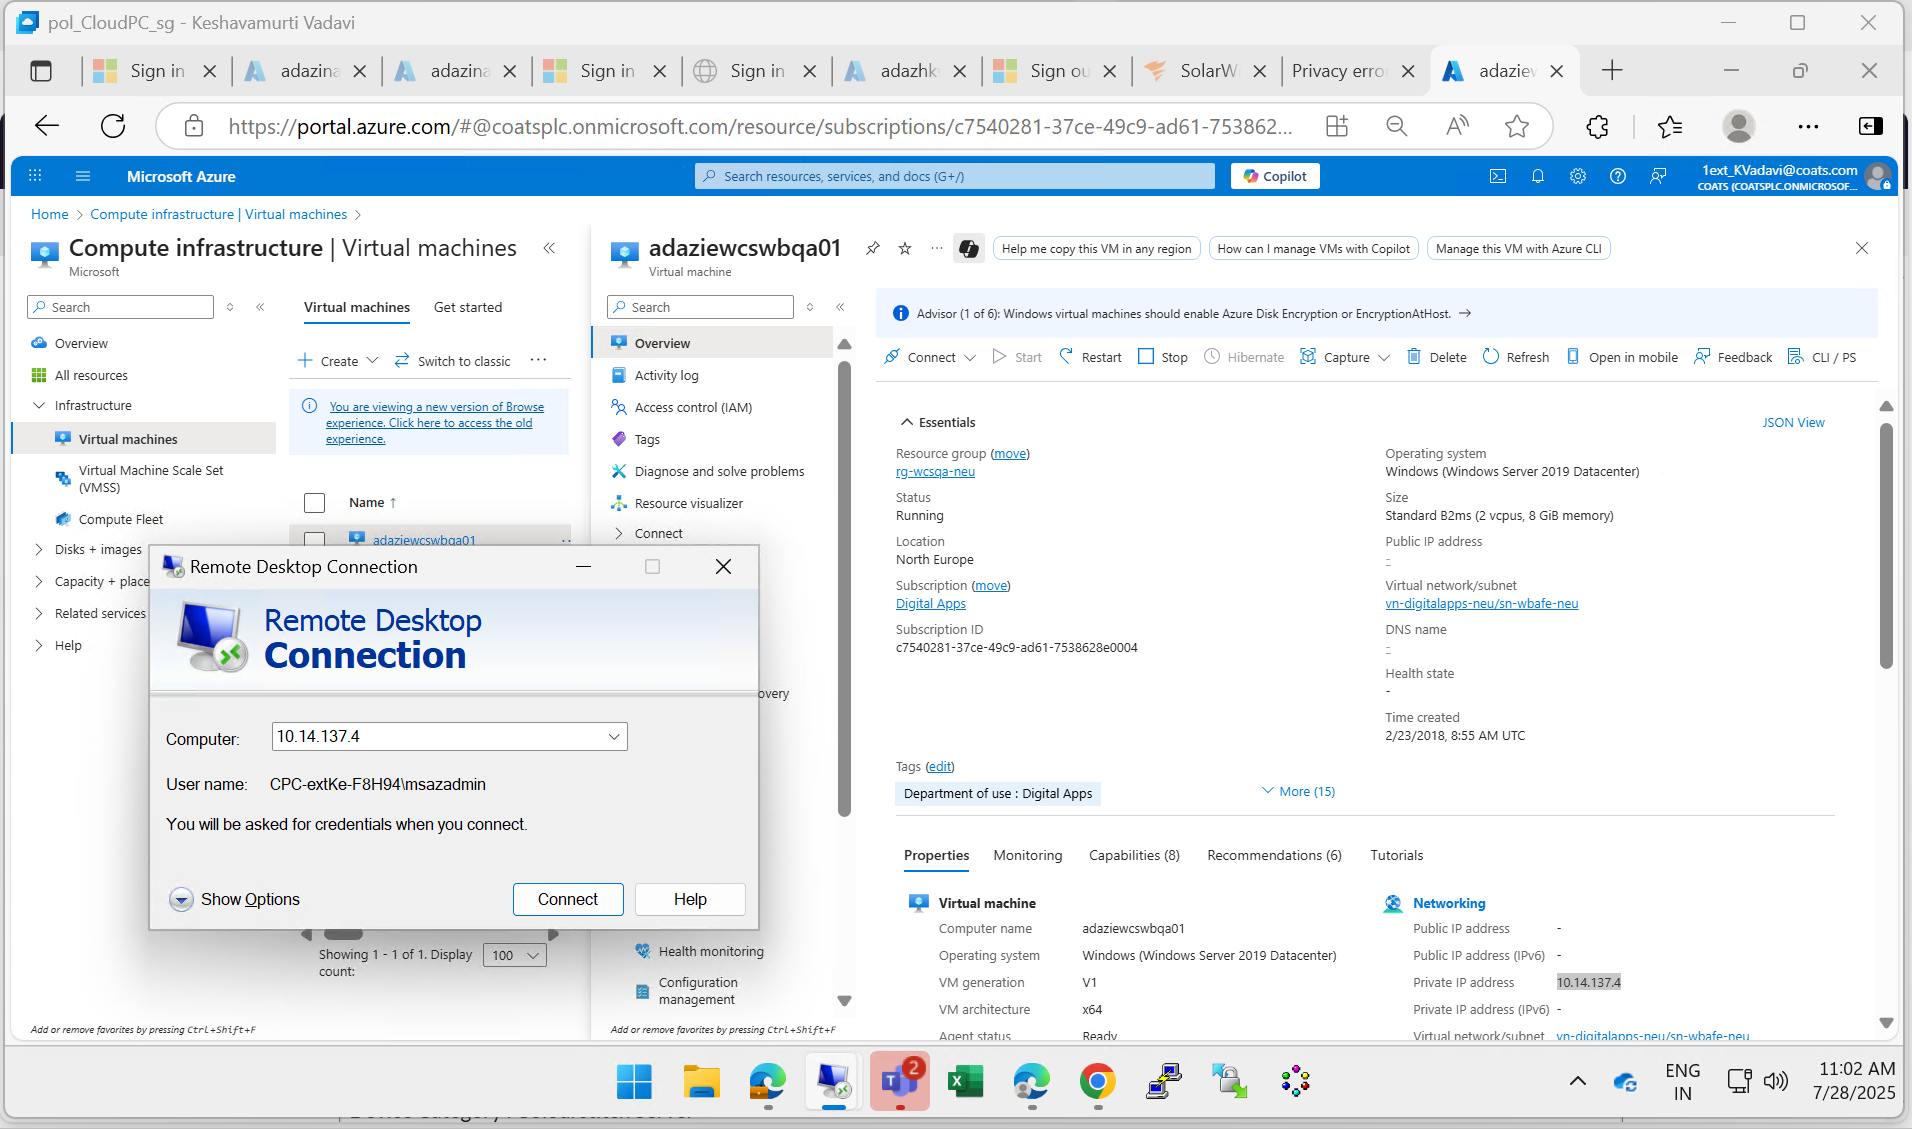 pol_CloudPC_sg - Keshavamurti Vadavi
Sign in
adazina
adazina
Sign in
Sign in
adazhk
Sign ou
SolarW
Privacy erro
adaziew
https://portal.azure.com/#@coatsplc.onmicrosoft.com/resource/subscriptions/c7540281-37ce-49c9-ad61-753862...
Microsoft Azure
Search resources, services, and docs (G+/)
Copilot
1ext_KVadavi@coats.com
COATS (COATSPLC.ONMICROSOF...
Home > Compute infrastructure | Virtual machines >
Compute infrastructure | Virtual machines
Microsoft
Search
Overview
All resources
Infrastructure
Virtual machines
Virtual Machine Scale Set
(VMSS)
Compute Fleet
Disks + images
Capacity + place
Related services
Help
Add or remove favorites by pressing Ctrl+Shift+F
Virtual machines
Get started
Create
Switch to classic
...
You are viewing a new version of Browse
experience. Click here to access the old
experience.
Name ↑
adaziewcswbqa01
Showing 1 - 1 of 1. Display
count:
100
adaziewcswbqa01
Virtual machine
Help me copy this VM in any region
How can I manage VMs with Copilot
Manage this VM with Azure CLI
Search
Overview
Activity log
Access control (IAM)
Tags
Diagnose and solve problems
Resource visualizer
Connect
overy
Health monitoring
Configuration
management
Add or remove favorites by pressing Ctrl+Shift+F
Advisor (1 of 6): Windows virtual machines should enable Azure Disk Encryption or EncryptionAtHost. →
Connect
Start
Restart
Stop
Hibernate
Capture
Delete
Refresh
Open in mobile
Feedback
CLI / PS
Essentials
JSON View
Resource group (move)
rg-wcsqa-neu
Status
Running
Location
North Europe
Subscription (move)
Digital Apps
Subscription ID
c7540281-37ce-49c9-ad61-7538628e0004
Operating system
Windows (Windows Server 2019 Datacenter)
Size
Standard B2ms (2 vcpus, 8 GiB memory)
Public IP address
-
Virtual network/subnet
vn-digitalapps-neu/sn-wbafe-neu
DNS name
-
Health state
-
Time created
2/23/2018, 8:55 AM UTC
Tags (edit)
Department of use : Digital Apps
More (15)
Properties
Monitoring
Capabilities (8)
Recommendations (6)
Tutorials
Virtual machine
Computer name adaziewcswbqa01
Operating system Windows (Windows Server 2019 Datacenter)
VM generation V1
VM architecture x64
Agent status Ready
Networking
Public IP address -
Public IP address (IPv6) -
Private IP address 10.14.137.4
Private IP address (IPv6) -
Virtual network/subnet vn-digitalapps-neu/sn-wbafe-neu
Remote Desktop Connection
Remote Desktop
Connection
Computer: 10.14.137.4
User name: CPC-extKe-F8H94\msazadmin
You will be asked for credentials when you connect.
Show Options
Connect
Help
2
ENG
IN
11:02 AM
7/28/2025